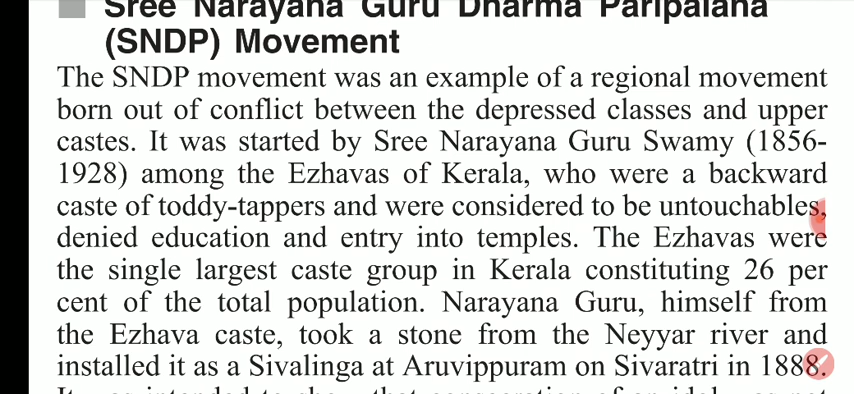 Sree Narayana Guru Dharma Paripalana
(SNDP) Movement
The SNDP movement was an example of a regional movement
born out of conflict between the depressed classes and upper
castes. It was started by Sree Narayana Guru Swamy (1856-
1928) among the Ezhavas of Kerala, who were a backward
caste of toddy-tappers and were considered to be untouchables,
denied education and entry into temples. The Ezhavas were
the single largest caste group in Kerala constituting 26 per
cent of the total population. Narayana Guru, himself from
the Ezhava caste, took a stone from the Neyyar river and
installed it as a Sivalinga at Aruvippuram on Sivaratri in 1888.